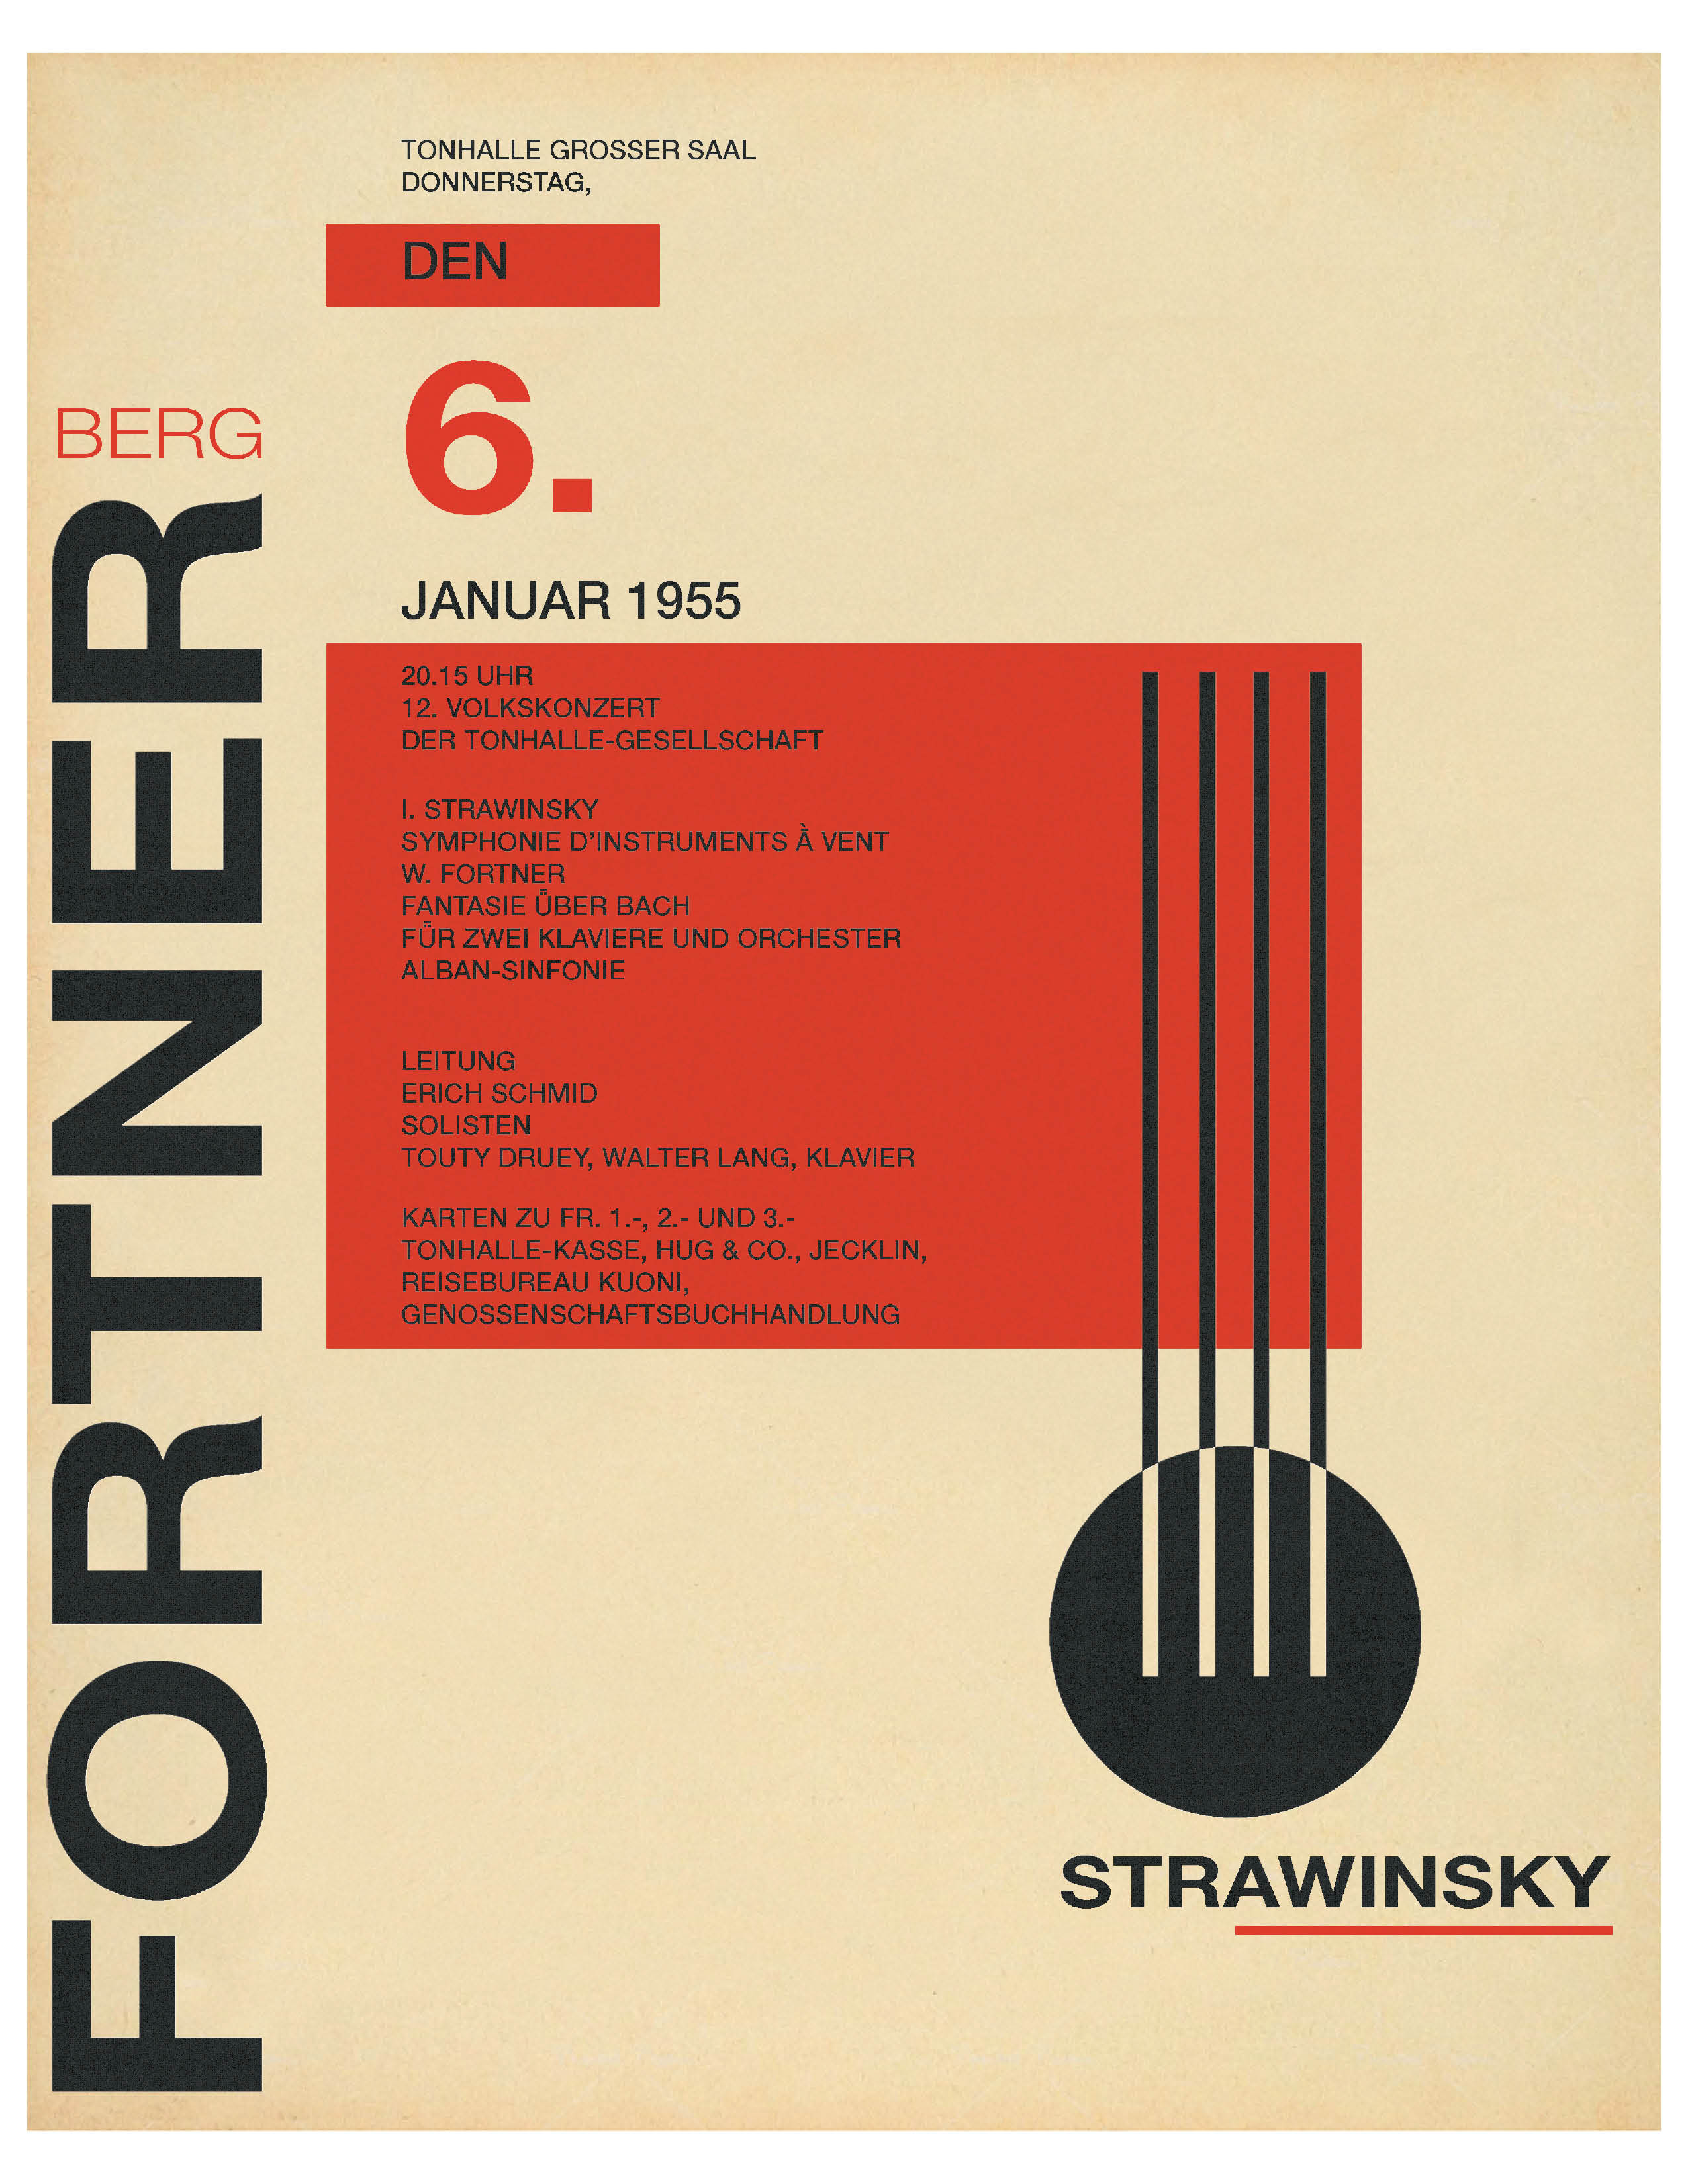 TONHALLE GROSSER SAAL
DONNERSTAG,
DEN
6.
JANUAR 1955
BERG
FORTNER
20.15 UHR
12. VOLKSKONZERT
DER TONHALLE-GESELLSCHAFT
I. STRAWINSKY
SYMPHONIE D'INSTRUMENTS À VENT
W. FORTNER
FANTASIE ÜBER BACH
FÜR ZWEI KLAVIERE UND ORCHESTER
ALBAN-SINFONIE
LEITUNG
ERICH SCHMID
SOLISTEN
TOUTY DRUEY, WALTER LANG, KLAVIER
KARTEN ZU FR. 1.-, 2.- UND 3.-
TONHALLE-KASSE, HUG & CO., JECKLIN,
REISEBUREAU KUONI,
GENOSSENSCHAFTSBUCHHANDLUNG
STRAWINSKY